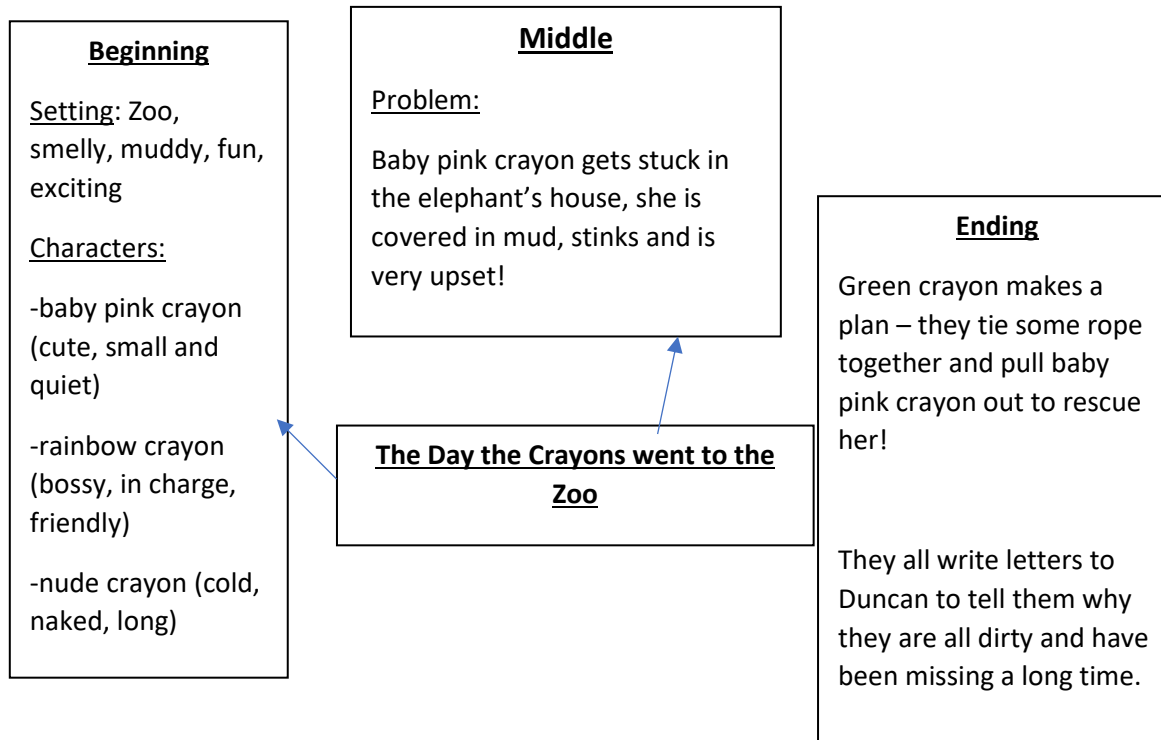 Beginning
Setting: Zoo,
smelly, muddy, fun,
exciting
Characters:
-baby pink crayon
(cute, small and
quiet)
-rainbow crayon
(bossy, in charge,
friendly)
-nude crayon (cold,
naked, long)
Middle
Problem:
Baby pink crayon gets stuck in
the elephant’s house, she is
covered in mud, stinks and is
very upset!
The Day the Crayons went to the
Zoo
Ending
Green crayon makes a
plan – they tie some rope
together and pull baby
pink crayon out to rescue
her!
They all write letters to
Duncan to tell them why
they are all dirty and have
been missing a long time.